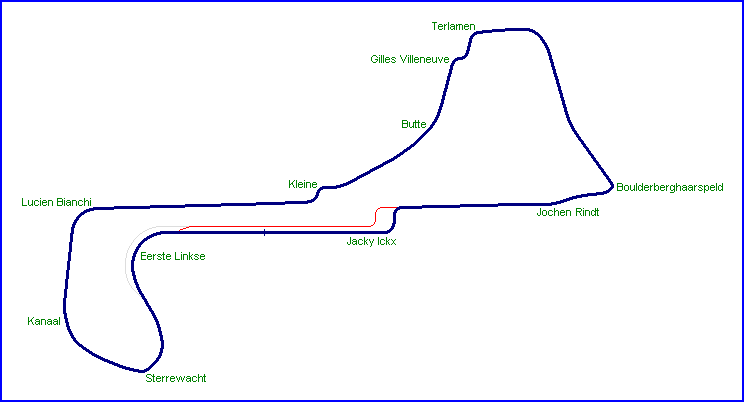 Terlamen
Gilles Villeneuve
Butte
Kleine
Boulderberghaarspeld
Lucien Bianchi
Jochen Rindt
Jacky Ickx
Eerste Linkse
Kanaal
Sterrewacht